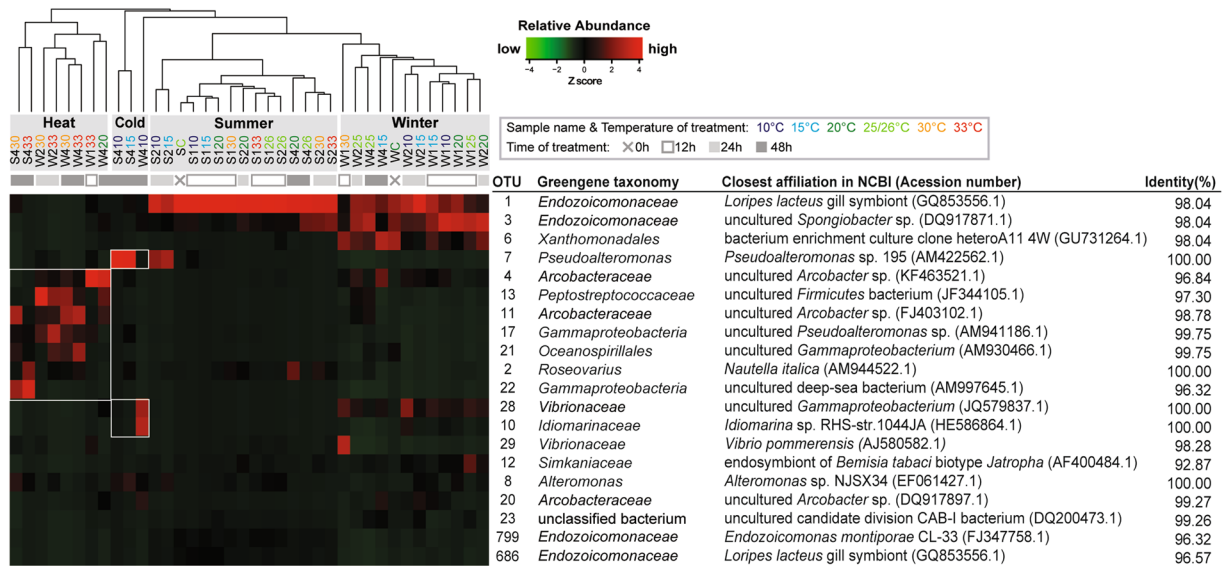 Relative Abundance
low
high
−4 −2 0 2 4
Z score
Heat Cold Summer Winter
S430 S433 W230 W233 W430 W433 W133 W420 S410 S415 W410 S210 S215 SC S110 S115 S120 S130 S220 S133 S126 S226 S420 S426 S230 S233 W130 W225 W425 W415 WC W210 W215 W115 W110 W120 W125 W220
Sample name & Temperature of treatment: 10°C 15°C 20°C 25/26°C 30°C 33°C
Time of treatment: 0h 12h 24h 48h
OTU Greengene taxonomy Closest affiliation in NCBI (Acession number) Identity(%)
1 Endozoicomonaceae Loripes lacteus gill symbiont (GQ853556.1) 98.04
3 Endozoicomonaceae uncultured Spongiobacter sp. (DQ917871.1) 98.04
6 Xanthomonadales bacterium enrichment culture clone heteroA11 4W (GU731264.1) 98.04
7 Pseudoalteromonas Pseudoalteromonas sp. 195 (AM422562.1) 100.00
4 Arcobacteraceae uncultured Arcobacter sp. (KF463521.1) 96.84
13 Peptostreptococcaceae uncultured Firmicutes bacterium (JF344105.1) 97.30
11 Arcobacteraceae uncultured Arcobacter sp. (FJ403102.1) 98.78
17 Gammaproteobacteria uncultured Pseudoalteromonas sp. (AM941186.1) 99.75
21 Oceanospirillales uncultured Gammaproteobacterium (AM930466.1) 99.75
2 Roseovarius Nautella italica (AM944522.1) 100.00
22 Gammaproteobacteria uncultured deep-sea bacterium (AM997645.1) 96.32
28 Vibrionaceae uncultured Gammaproteobacterium (JQ579837.1) 100.00
10 Idiomarinaceae Idiomarina sp. RHS-str.1044JA (HE586864.1) 100.00
29 Vibrionaceae Vibrio pommerensis (AJ580582.1) 98.28
12 Simkaniaceae endosymbiont of Bemisia tabaci biotype Jatropha (AF400484.1) 92.87
8 Alteromonas Alteromonas sp. NJSX34 (EF061427.1) 100.00
20 Arcobacteraceae uncultured Arcobacter sp. (DQ917897.1) 99.27
23 unclassified bacterium uncultured candidate division CAB-I bacterium (DQ200473.1) 99.26
799 Endozoicomonaceae Endozoicomonas montiporae CL-33 (FJ347758.1) 96.32
686 Endozoicomonaceae Loripes lacteus gill symbiont (GQ853556.1) 96.57